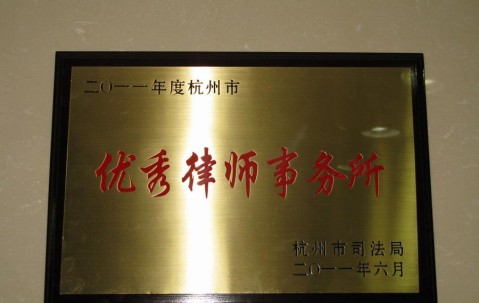 二〇一一年度杭州市
优秀律师事务所
杭州市司法局
二〇一一年六月